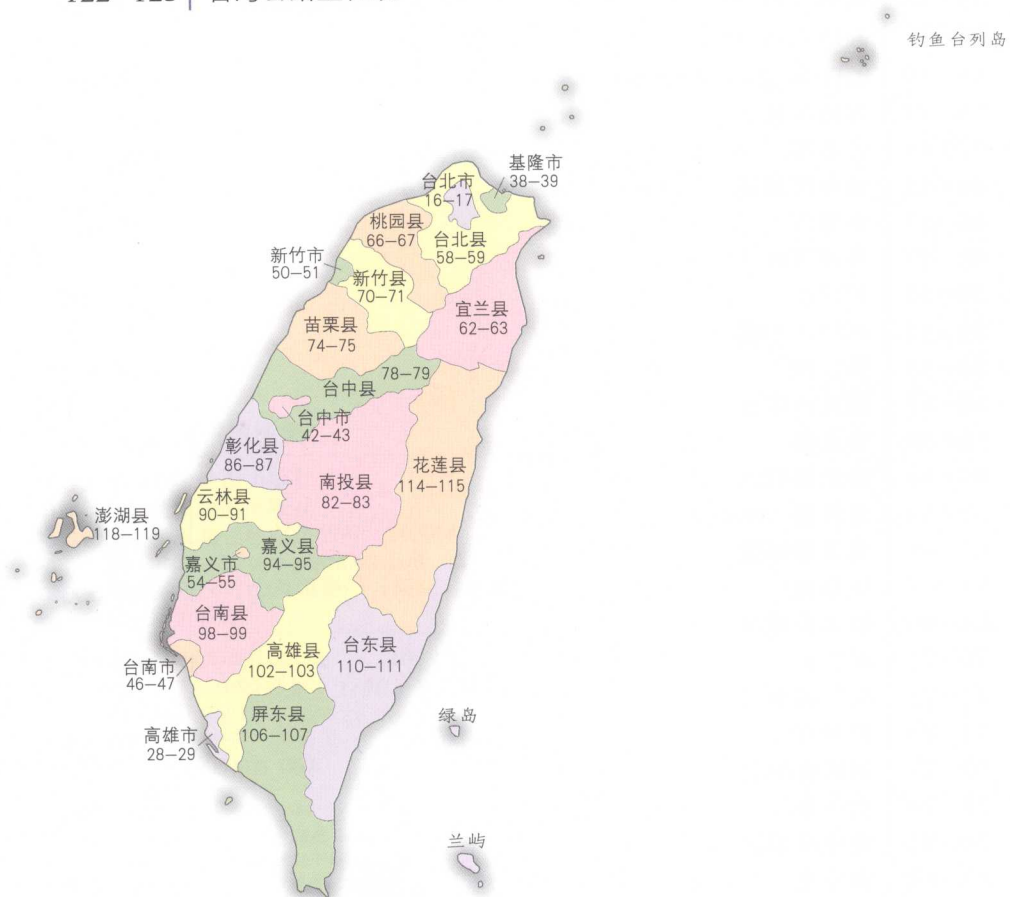 钓鱼台列岛
基隆市
38—39
台北市
16—17
桃园县
66—67
台北县
58—59
新竹市
50—51
新竹县
70—71
宜兰县
62—63
苗栗县
74—75
78—79
台中县
台中市
42—43
彰化县
86—87
花莲县
114—115
南投县
82—83
云林县
90—91
澎湖县
118—119
嘉义县
94—95
嘉义市
54—55
台南县
98—99
高雄县
102—103
台东县
110—111
台南市
46—47
屏东县
106—107
绿岛
高雄市
28—29
兰屿